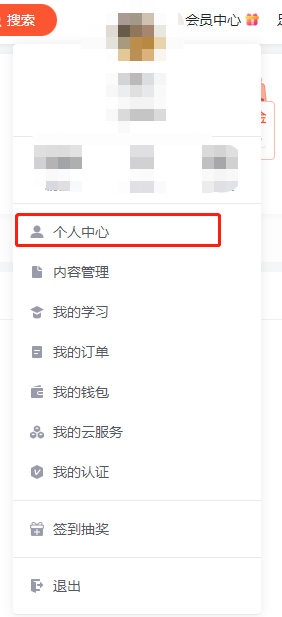 搜索
会员中心
个人中心
内容管理
我的学习
我的订单
我的钱包
我的云服务
我的认证
签到抽奖
退出